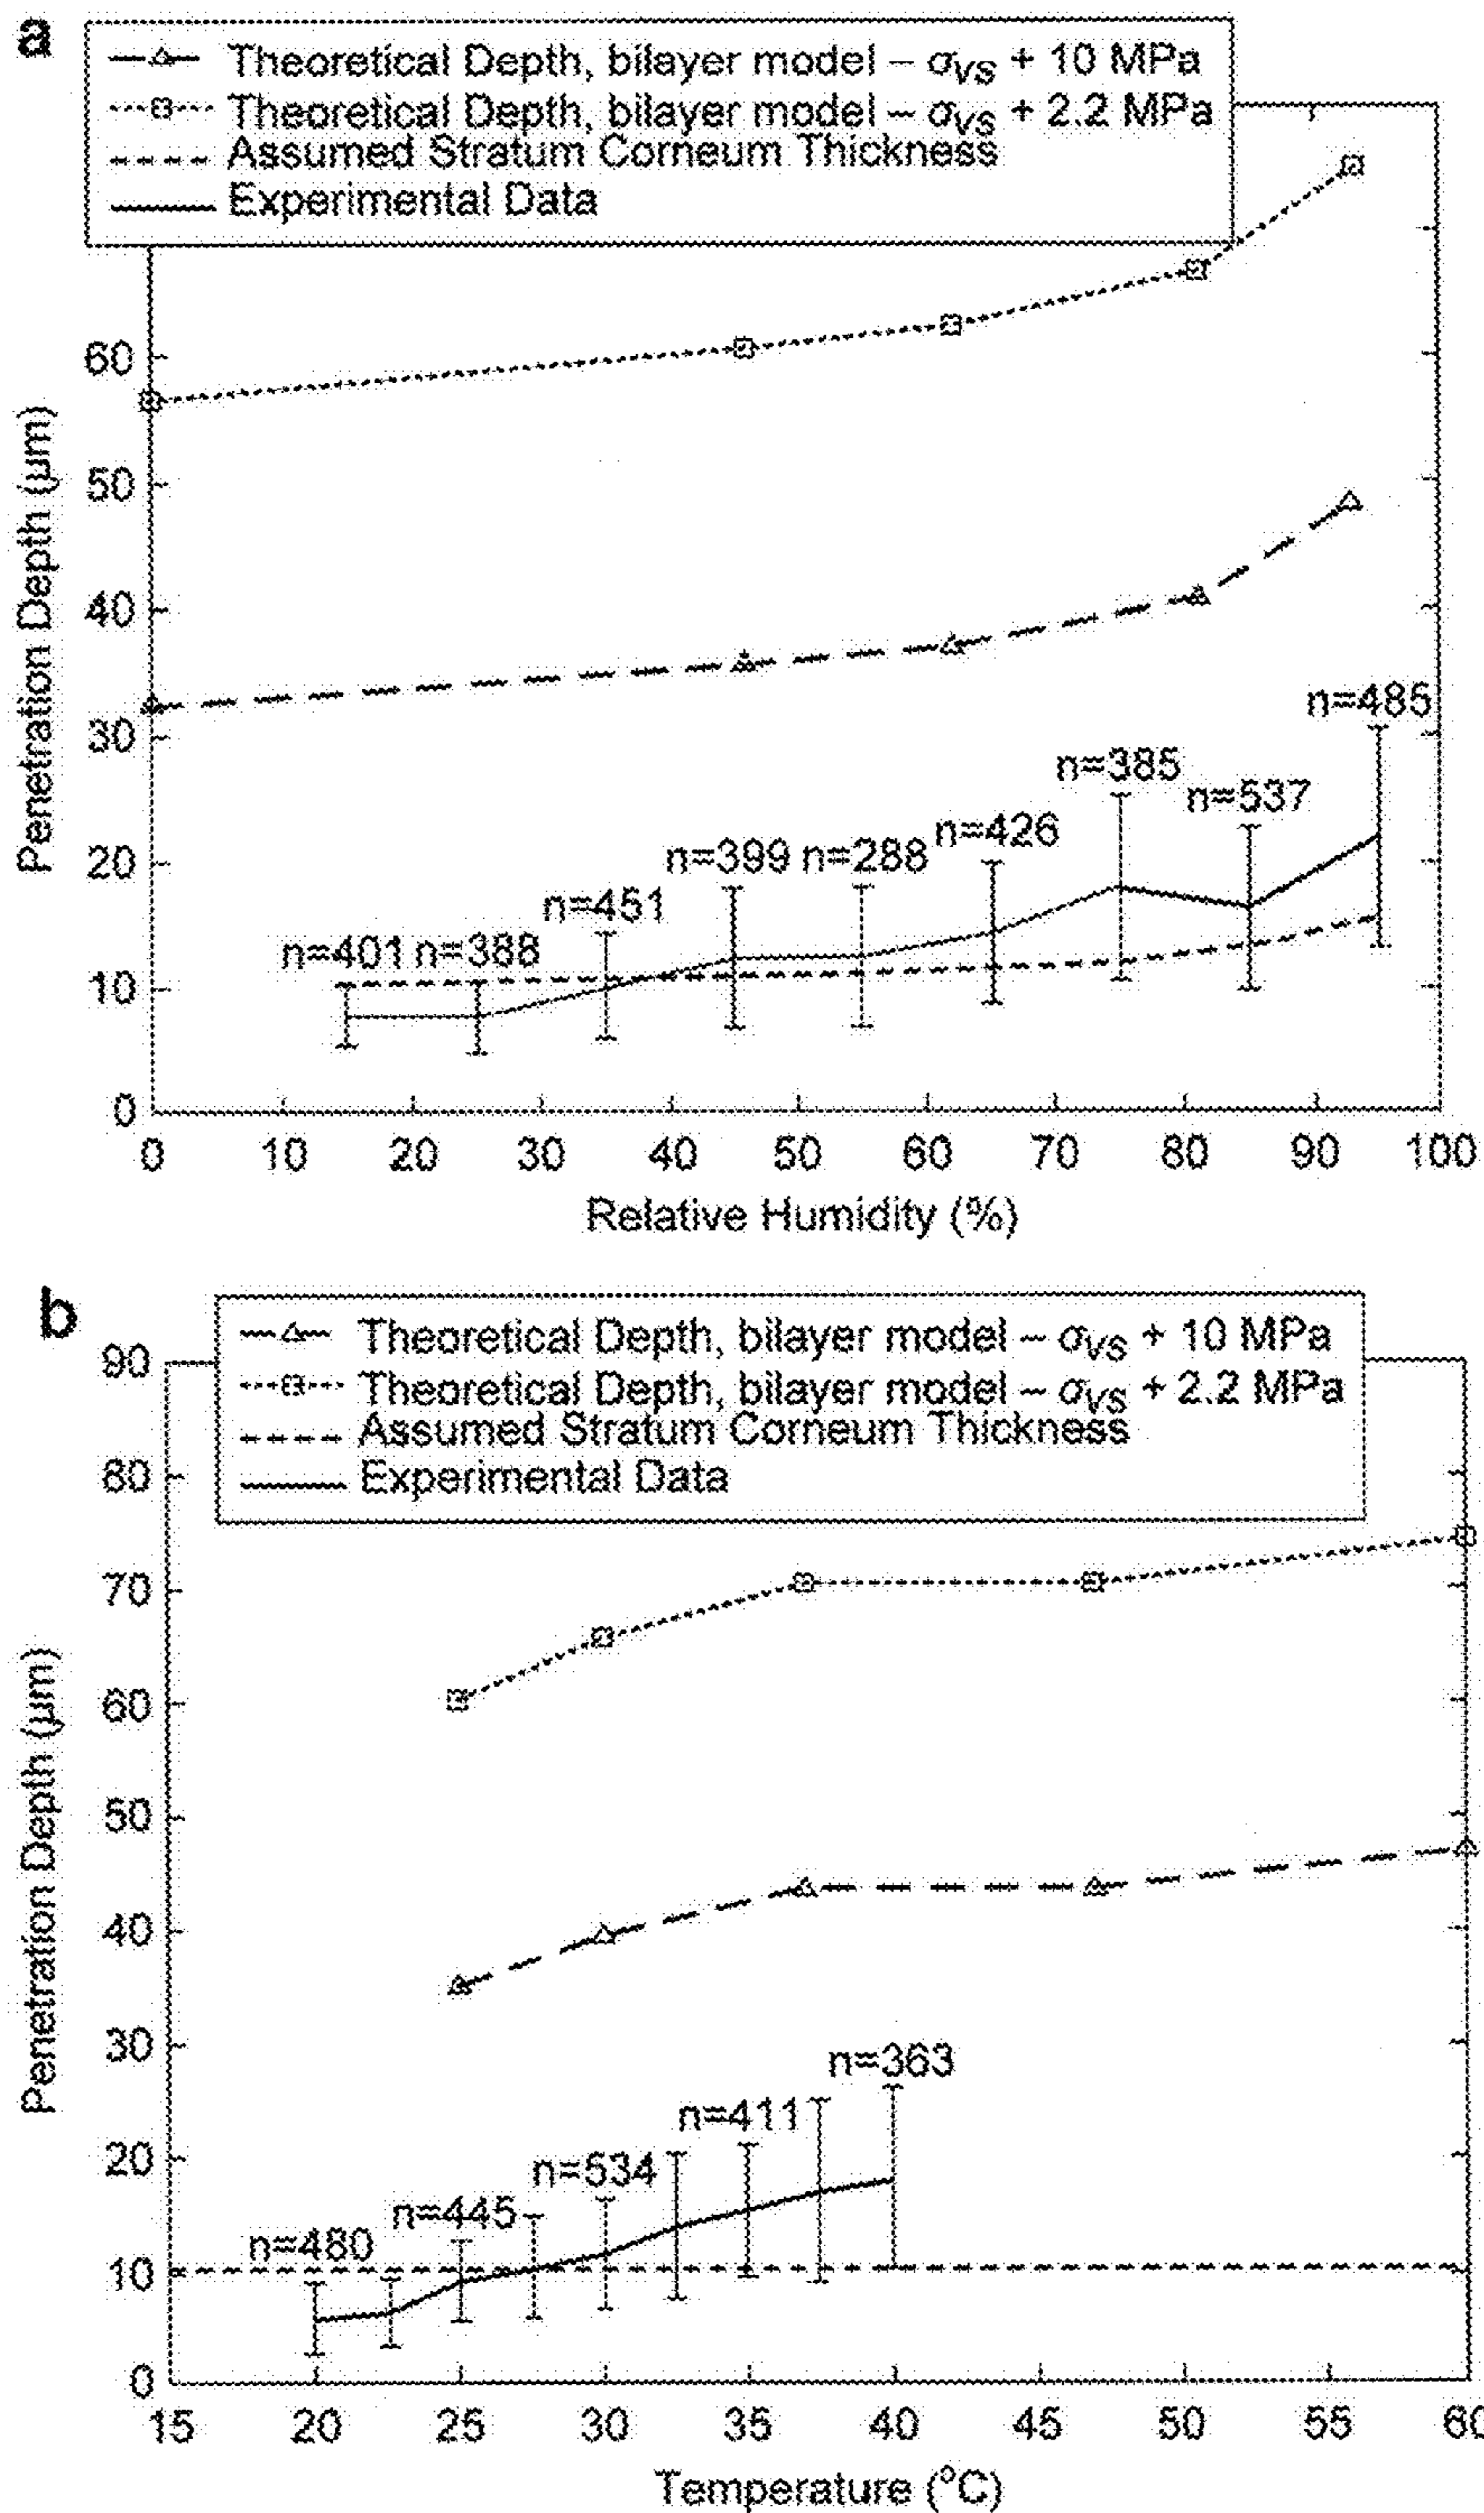 a
Theoretical Depth, bilayer model – σVS + 10 MPa
Theoretical Depth, bilayer model – σVS + 2.2 MPa
Assumed Stratum Corneum Thickness
Experimental Data
60
50
40
30
20
10
0
Penetration Depth (µm)
n=401 n=388
n=451
n=399 n=288
n=426
n=385
n=537
n=485
0 10 20 30 40 50 60 70 80 90 100
Relative Humidity (%)
b
Theoretical Depth, bilayer model – σVS + 10 MPa
Theoretical Depth, bilayer model – σVS + 2.2 MPa
Assumed Stratum Corneum Thickness
Experimental Data
90
80
70
60
50
40
30
20
10
0
Penetration Depth (µm)
n=480
n=445
n=534
n=411
n=363
15 20 25 30 35 40 45 50 55 60
Temperature (°C)